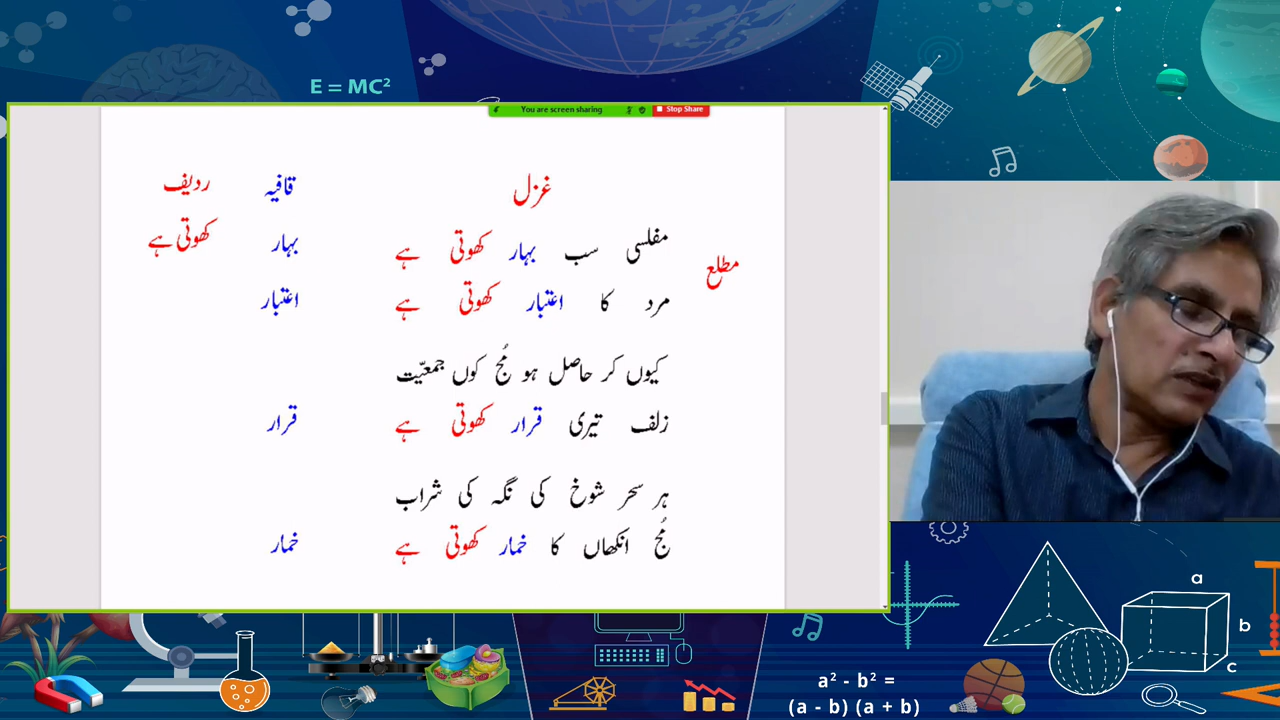 E = MC²
You are screen sharing
Stop Share
غزل
قافیہ
ردیف
مطلع
مفلسی سب بہار کھوتی ہے
بہار
کھوتی ہے
مرد کا اعتبار کھوتی ہے
اعتبار
کیوں کر حاصل ہو مُج کوں جمعیّت
زلف تیری قرار کھوتی ہے
قرار
ہر سحر شوخ کی نگہ کی شراب
مُج انکھاں کا خمار کھوتی ہے
خمار
a
b
c
a² - b² =
(a - b) (a + b)